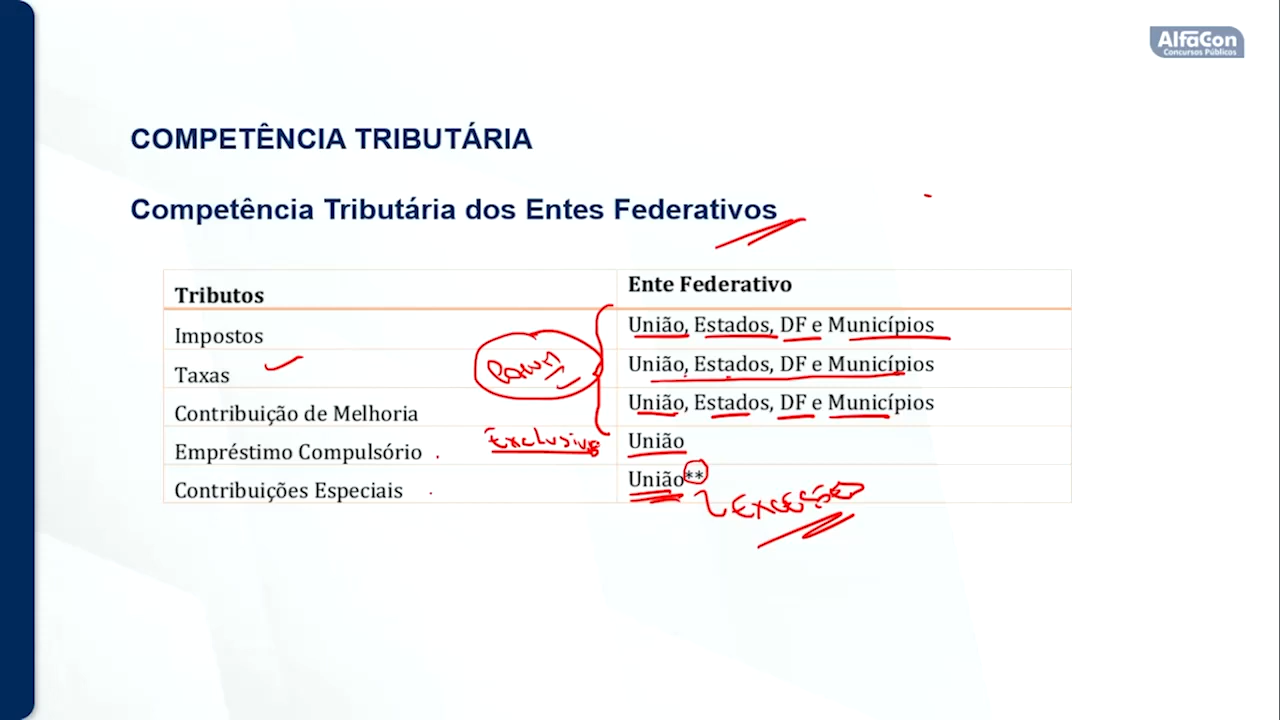 AlfaCon
Concursos Públicos
COMPETÊNCIA TRIBUTÁRIA
Competência Tributária dos Entes Federativos
Tributos Ente Federativo
Impostos União, Estados, DF e Municípios
Taxas União, Estados, DF e Municípios
Contribuição de Melhoria União, Estados, DF e Municípios
Exclusiva
Empréstimo Compulsório União
Contribuições Especiais União**